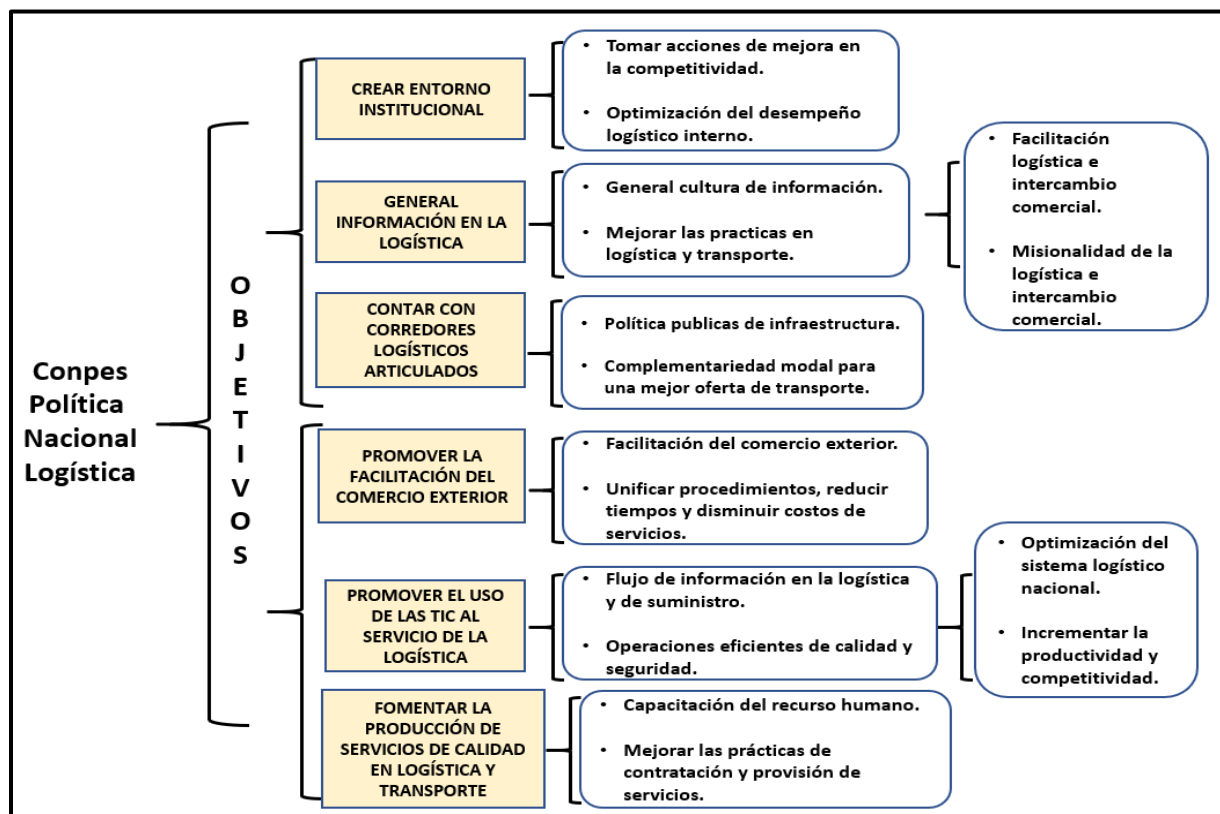 Conpes
Política
Nacional
Logística
O
B
J
E
T
I
V
O
S
CREAR ENTORNO
INSTITUCIONAL
• Tomar acciones de mejora en
la competitividad.
• Optimización del desempeño
logístico interno.
GENERAL
INFORMACIÓN EN LA
LOGÍSTICA
• General cultura de información.
• Mejorar las practicas en
logística y transporte.
• Facilitación
logística e
intercambio
comercial.
• Misionalidad de la
logística e
intercambio
comercial.
CONTAR CON
CORREDORES
LOGÍSTICOS
ARTICULADOS
• Política publicas de infraestructura.
• Complementariedad modal para
una mejor oferta de transporte.
PROMOVER LA
FACILITACIÓN DEL
COMERCIO EXTERIOR
• Facilitación del comercio exterior.
• Unificar procedimientos, reducir
tiempos y disminuir costos de
servicios.
PROMOVER EL USO
DE LAS TIC AL
SERVICIO DE LA
LOGÍSTICA
• Flujo de información en la logística
y de suministro.
• Operaciones eficientes de calidad y
seguridad.
• Optimización del
sistema logístico
nacional.
• Incrementar la
productividad y
competitividad.
FOMENTAR LA
PRODUCCIÓN DE
SERVICIOS DE CALIDAD
EN LOGÍSTICA Y
TRANSPORTE
• Capacitación del recurso humano.
• Mejorar las prácticas de
contratación y provisión de
servicios.